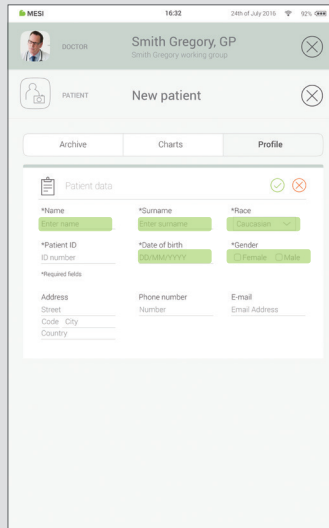 MESI 16:32 24th of July 2016 92%
DOCTOR Smith Gregory, GP
Smith Gregory working group
PATIENT New patient
Archive Charts Profile
Patient data
*Name *Surname *Race
Enter name Enter surname Caucasian
*Patient ID *Date of birth *Gender
ID number DD/MM/YYYY Female Male
*Required fields
Address Phone number E-mail
Street Number Email Address
Code City
Country